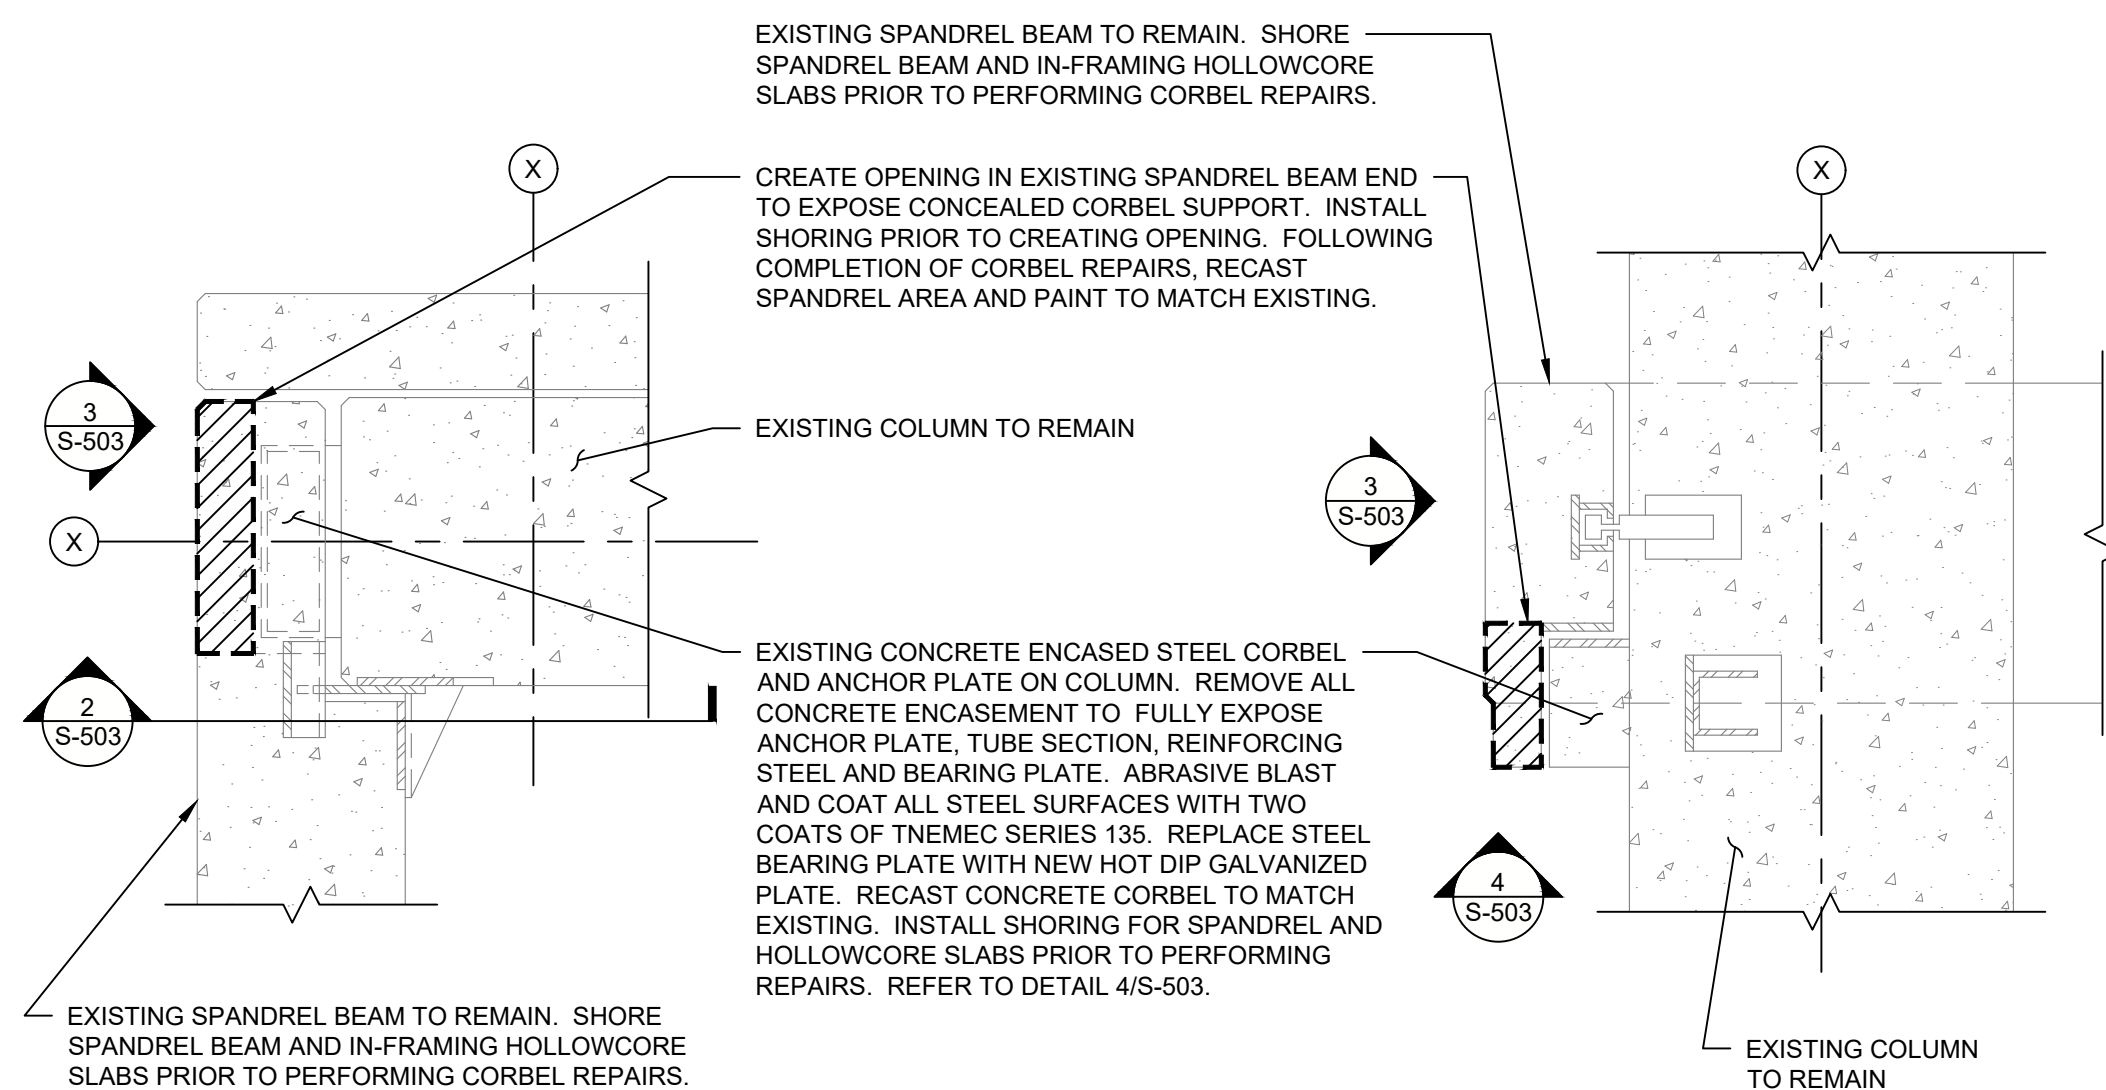 EXISTING SPANDREL BEAM TO REMAIN. SHORE
SPANDREL BEAM AND IN-FRAMING HOLLOWCORE
SLABS PRIOR TO PERFORMING CORBEL REPAIRS.
X
X
CREATE OPENING IN EXISTING SPANDREL BEAM END
TO EXPOSE CONCEALED CORBEL SUPPORT. INSTALL
SHORING PRIOR TO CREATING OPENING. FOLLOWING
COMPLETION OF CORBEL REPAIRS, RECAST
SPANDREL AREA AND PAINT TO MATCH EXISTING.
3
S-503
EXISTING COLUMN TO REMAIN
3
S-503
X
EXISTING CONCRETE ENCASED STEEL CORBEL
AND ANCHOR PLATE ON COLUMN. REMOVE ALL
CONCRETE ENCASEMENT TO FULLY EXPOSE
ANCHOR PLATE, TUBE SECTION, REINFORCING
STEEL AND BEARING PLATE. ABRASIVE BLAST
AND COAT ALL STEEL SURFACES WITH TWO
COATS OF TNEMEC SERIES 135. REPLACE STEEL
BEARING PLATE WITH NEW HOT DIP GALVANIZED
PLATE. RECAST CONCRETE CORBEL TO MATCH
EXISTING. INSTALL SHORING FOR SPANDREL AND
HOLLOWCORE SLABS PRIOR TO PERFORMING
REPAIRS. REFER TO DETAIL 4/S-503.
2
S-503
4
S-503
EXISTING SPANDREL BEAM TO REMAIN. SHORE
SPANDREL BEAM AND IN-FRAMING HOLLOWCORE
SLABS PRIOR TO PERFORMING CORBEL REPAIRS.
EXISTING COLUMN
TO REMAIN